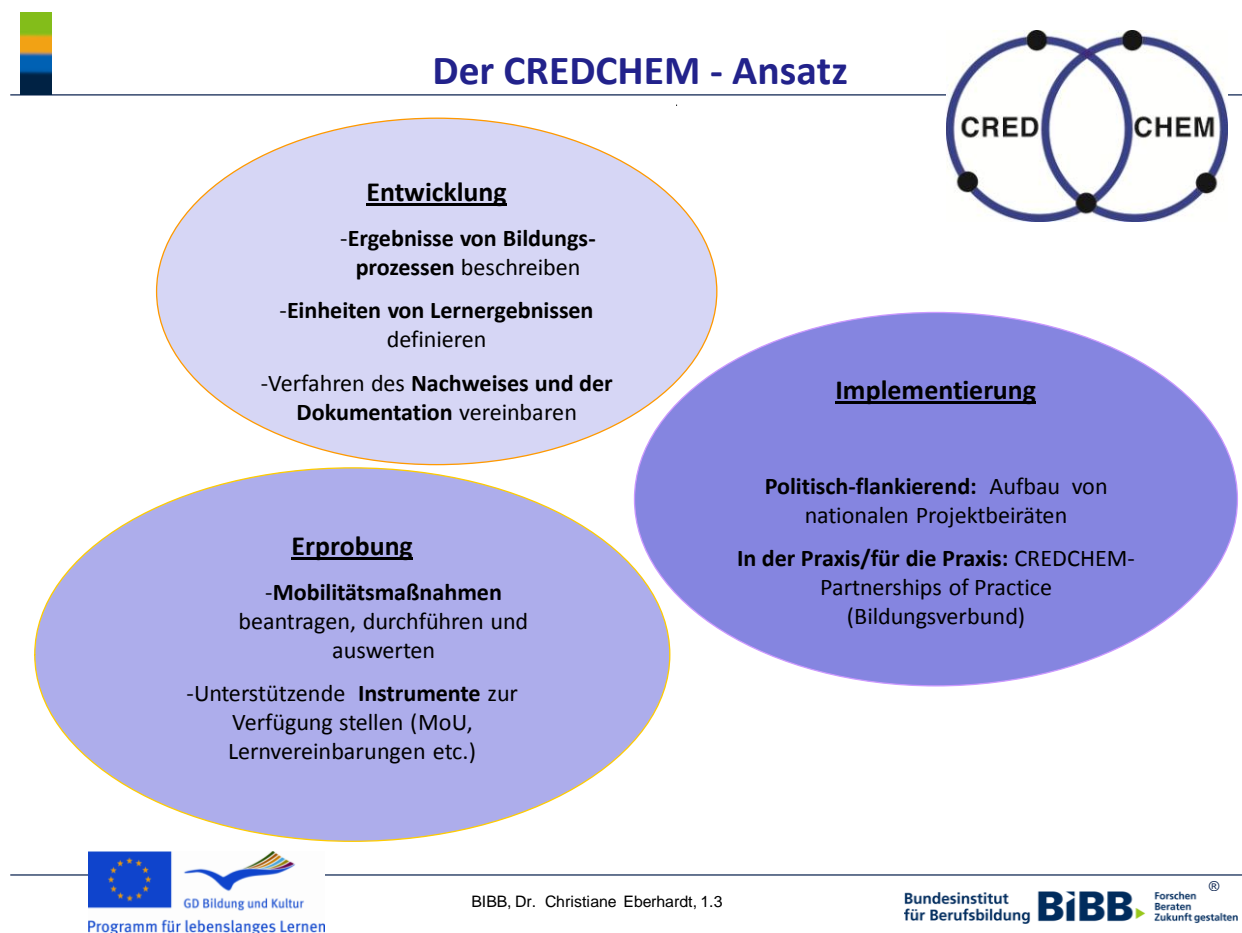 Der CREDCHEM - Ansatz
CRED CHEM
Entwicklung
-Ergebnisse von Bildungs-
prozessen beschreiben
-Einheiten von Lernergebnissen
definieren
-Verfahren des Nachweises und der
Dokumentation vereinbaren
Implementierung
Politisch-flankierend: Aufbau von
nationalen Projektbeiräten
In der Praxis/für die Praxis: CREDCHEM-
Partnerships of Practice
(Bildungsverbund)
Erprobung
-Mobilitätsmaßnahmen
beantragen, durchführen und
auswerten
-Unterstützende Instrumente zur
Verfügung stellen (MoU,
Lernvereinbarungen etc.)
GD Bildung und Kultur
Programm für lebenslanges Lernen
BIBB, Dr. Christiane Eberhardt, 1.3
Bundesinstitut
für Berufsbildung
BiBB
®
Forschen
Beraten
Zukunft gestalten